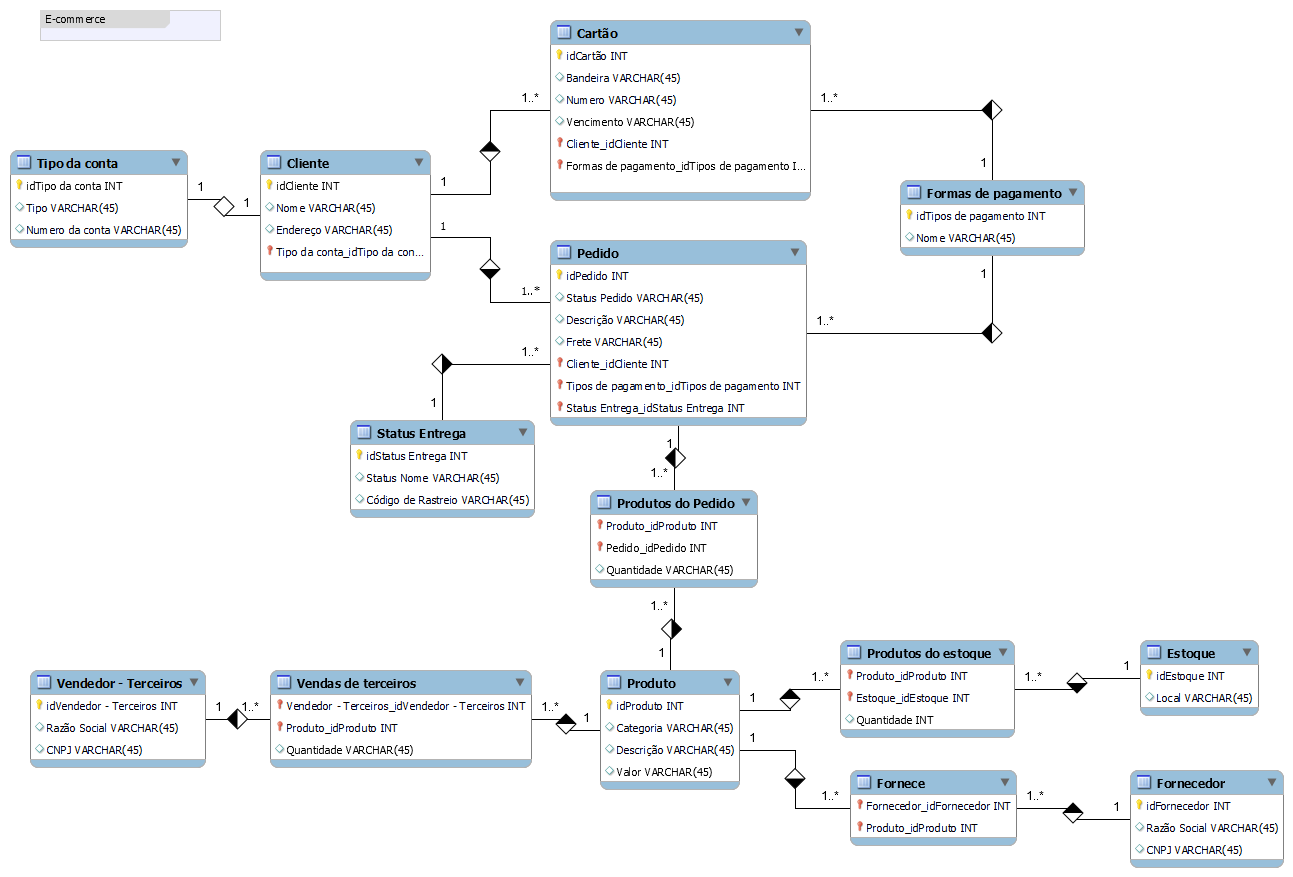 E-commerce
Cartão
idCartão INT
Bandeira VARCHAR(45)
Numero VARCHAR(45)
Vencimento VARCHAR(45)
Cliente_idCliente INT
Formas de pagamento_idTipos de pagamento I...
1..*
1..*
Tipo da conta
idTipo da conta INT
Tipo VARCHAR(45)
Numero da conta VARCHAR(45)
1
1
Cliente
idCliente INT
Nome VARCHAR(45)
Endereço VARCHAR(45)
Tipo da conta_idTipo da con...
1
1
1..*
1
Formas de pagamento
idTipos de pagamento INT
Nome VARCHAR(45)
1
Pedido
idPedido INT
Status Pedido VARCHAR(45)
Descrição VARCHAR(45)
Frete VARCHAR(45)
Cliente_idCliente INT
Tipos de pagamento_idTipos de pagamento INT
Status Entrega_idStatus Entrega INT
1..*
1..*
1
Status Entrega
idStatus Entrega INT
Status Nome VARCHAR(45)
Código de Rastreio VARCHAR(45)
1
1..*
Produtos do Pedido
Produto_idProduto INT
Pedido_idPedido INT
Quantidade VARCHAR(45)
1..*
1
Vendedor - Terceiros
idVendedor - Terceiros INT
Razão Social VARCHAR(45)
CNPJ VARCHAR(45)
1
1..*
Vendas de terceiros
Vendedor - Terceiros_idVendedor - Terceiros INT
Produto_idProduto INT
Quantidade VARCHAR(45)
1..*
1
Produto
idProduto INT
Categoria VARCHAR(45)
Descrição VARCHAR(45)
Valor VARCHAR(45)
1
1..*
Produtos do estoque
Produto_idProduto INT
Estoque_idEstoque INT
Quantidade INT
1..*
1
Estoque
idEstoque INT
Local VARCHAR(45)
1
1..*
Fornece
Fornecedor_idFornecedor INT
Produto_idProduto INT
1..*
1
Fornecedor
idFornecedor INT
Razão Social VARCHAR(45)
CNPJ VARCHAR(45)